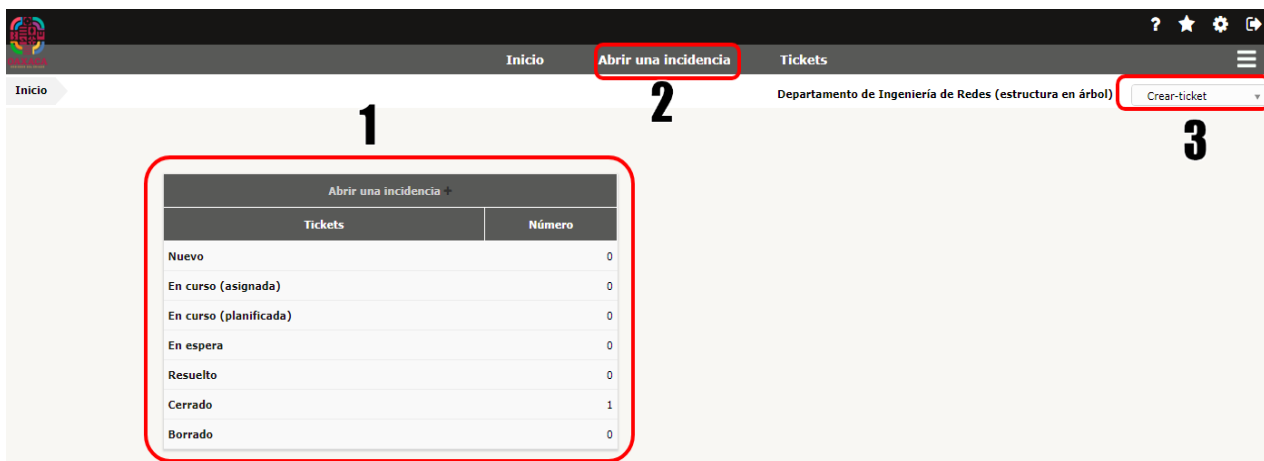 ?
OAXACA
Inicio Abrir una incidencia Tickets
Inicio
Departamento de Ingeniería de Redes (estructura en árbol) Crear-ticket
1
2
3
Abrir una incidencia +
Tickets Número
Nuevo 0
En curso (asignada) 0
En curso (planificada) 0
En espera 0
Resuelto 0
Cerrado 1
Borrado 0